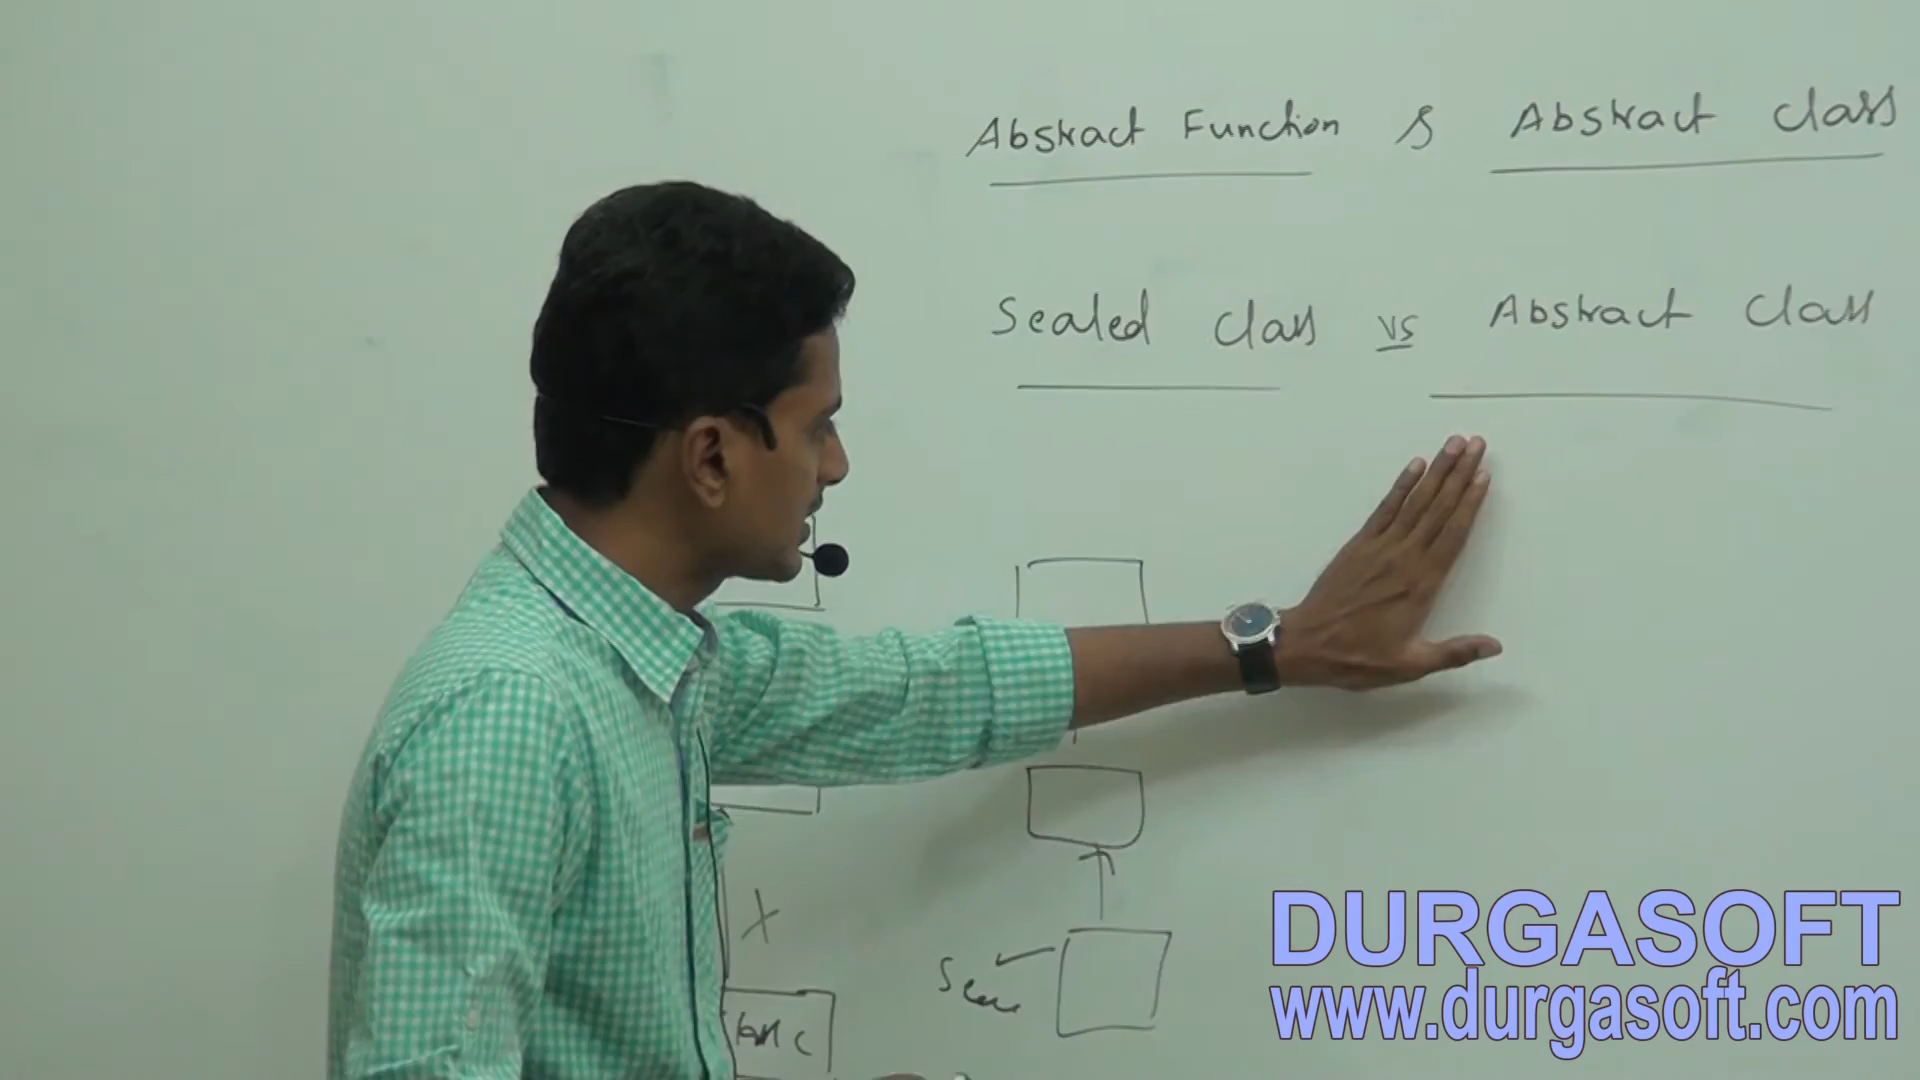 Abstract Function & Abstract class
Sealed class vs Abstract class
X
DURGASOFT
www.durgasoft.com